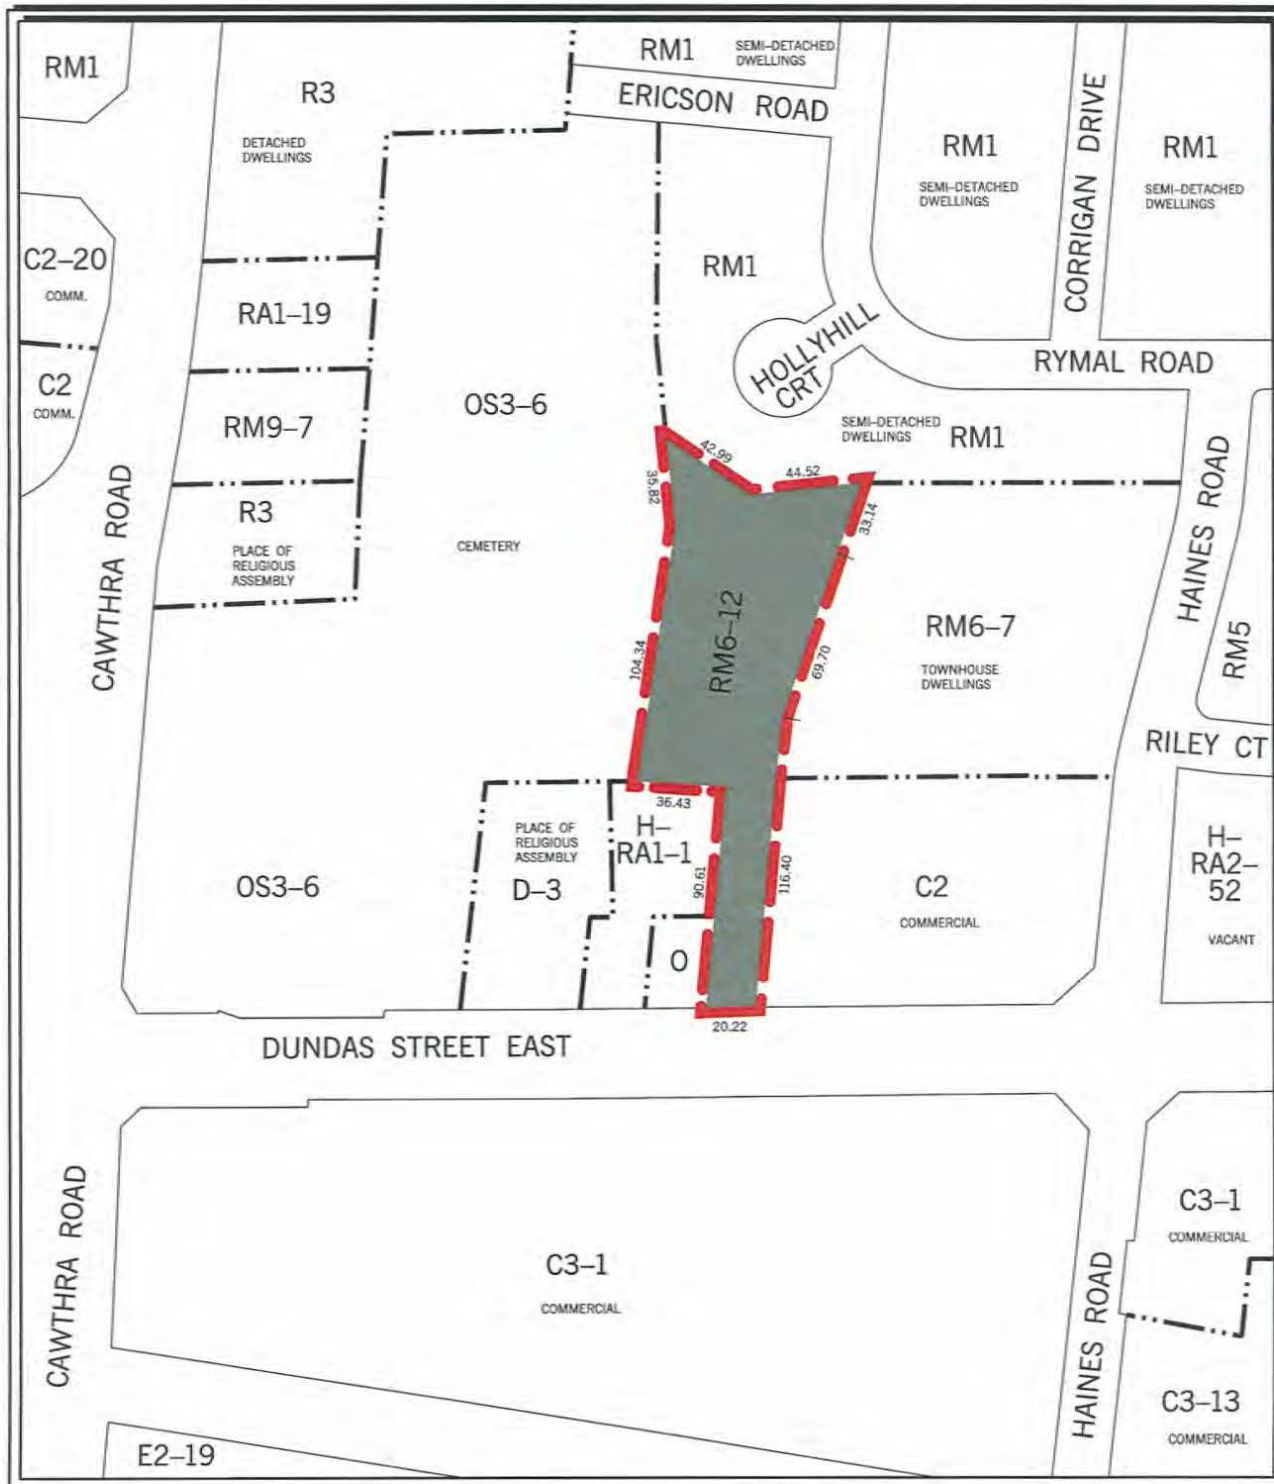 RM1
R3
DETACHED
DWELLINGS
RM1
SEMI–DETACHED
DWELLINGS
ERICSON ROAD
RM1
SEMI–DETACHED
DWELLINGS
CORRIGAN DRIVE
RM1
SEMI–DETACHED
DWELLINGS
C2–20
COMM.
RA1–19
RM1
HOLLYHILL
CRT
RYMAL ROAD
C2
COMM.
RM9–7
OS3–6
SEMI–DETACHED
DWELLINGS
RM1
CAWTHRA ROAD
R3
PLACE OF
RELIGIOUS
ASSEMBLY
CEMETERY
42.99
44.52
35.82
33.14
HAINES ROAD
RM6–12
104.34
69.70
RM6–7
TOWNHOUSE
DWELLINGS
RM5
RILEY CT
36.43
PLACE OF
RELIGIOUS
ASSEMBLY
D–3
H–
RA1–1
90.61
116.40
OS3–6
C2
COMMERCIAL
H–
RA2–
52
VACANT
O
20.22
DUNDAS STREET EAST
CAWTHRA ROAD
C3–1
COMMERCIAL
HAINES ROAD
C3–1
COMMERCIAL
C3–13
COMMERCIAL
E2–19